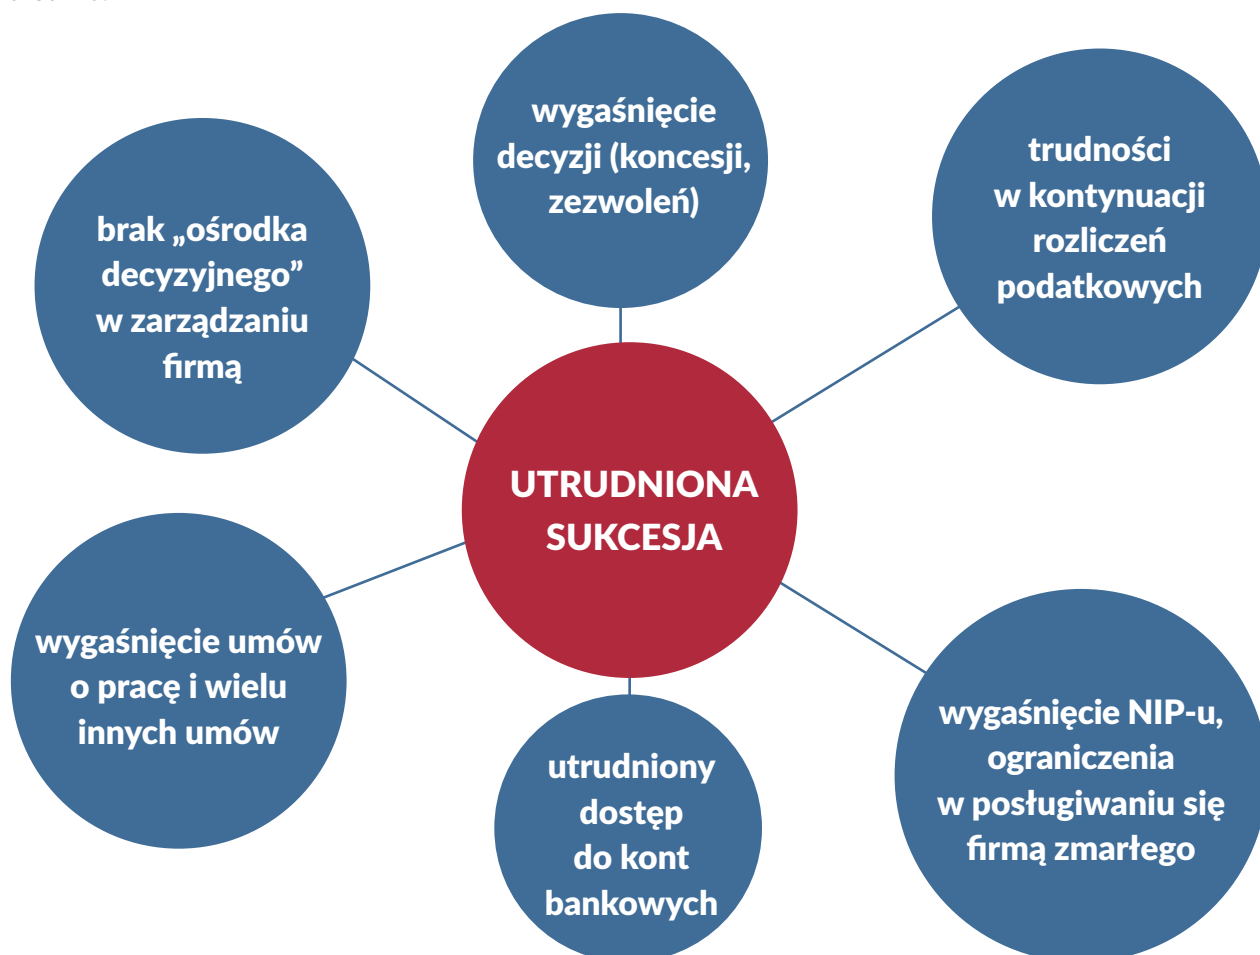 wygaśnięcie
decyzji (koncesji,
zezwoleń)
trudności
w kontynuacji
rozliczeń
podatkowych
brak „ośrodka
decyzyjnego”
w zarządzaniu
firmą
UTRUDNIONA
SUKCESJA
wygaśnięcie umów
o pracę i wielu
innych umów
wygaśnięcie NIP-u,
ograniczenia
w posługiwaniu się
firmą zmarłego
utrudniony
dostęp
do kont
bankowych